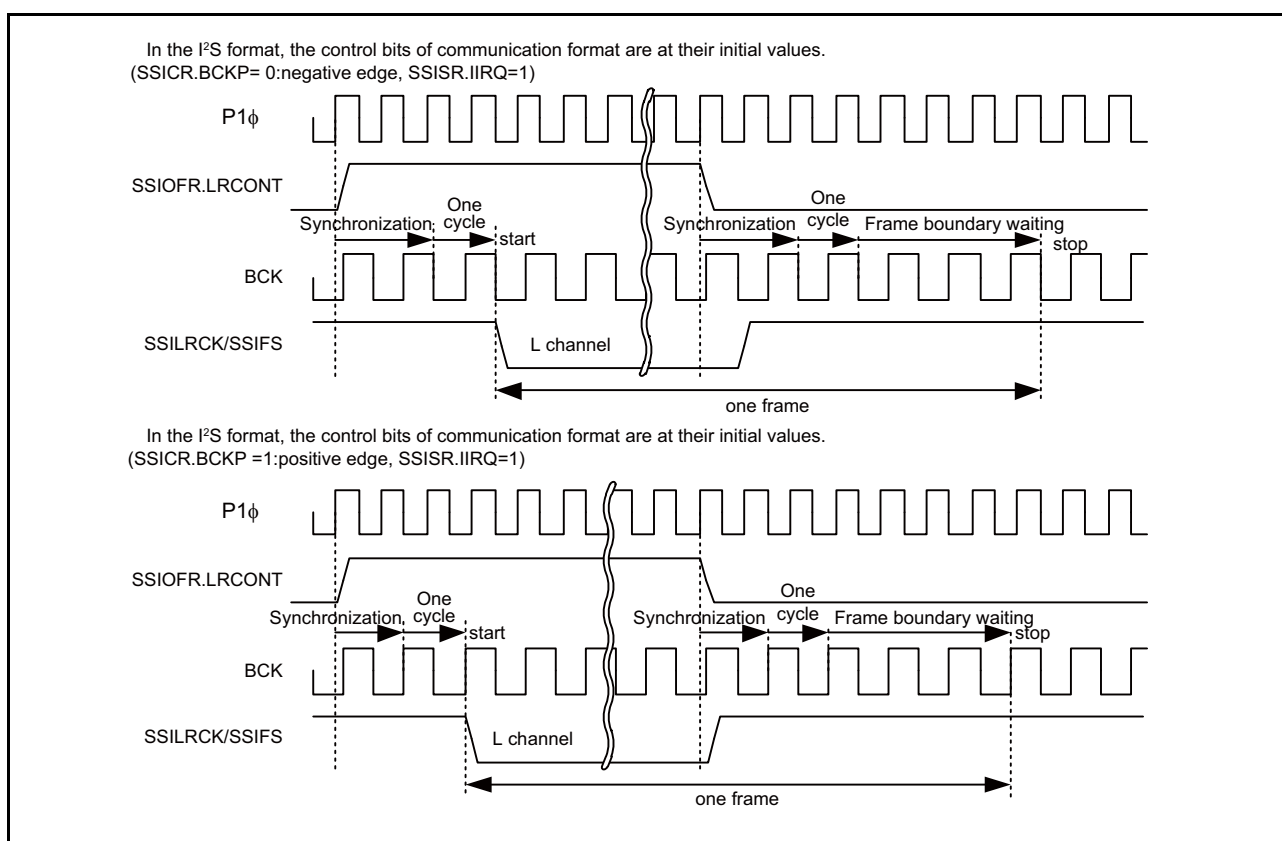 In the I²S format, the control bits of communication format are at their initial values.
(SSICR.BCKP= 0:negative edge, SSISR.IIRQ=1)
P1ϕ
SSIOFR.LRCONT
Synchronization
One
cycle
start
Synchronization
One
cycle
Frame boundary waiting
stop
BCK
SSILRCK/SSIFS
L channel
one frame
In the I²S format, the control bits of communication format are at their initial values.
(SSICR.BCKP =1:positive edge, SSISR.IIRQ=1)
P1ϕ
SSIOFR.LRCONT
Synchronization
One
cycle
start
Synchronization
One
cycle
Frame boundary waiting
stop
BCK
SSILRCK/SSIFS
L channel
one frame